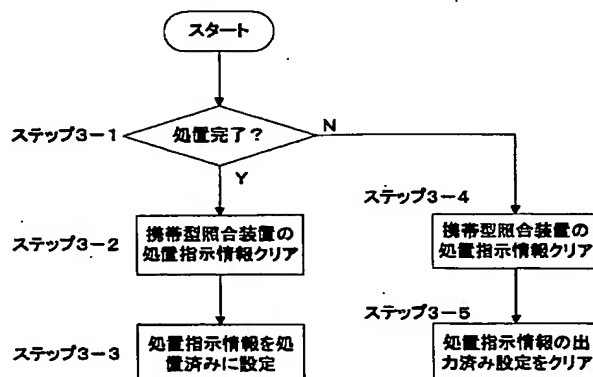 スタート
ステップ3-1
処置完了？
N
Y
ステップ3-2
携帯型照合装置の
処置指示情報クリア
ステップ3-3
処置指示情報を処
置済みに設定
ステップ3-4
携帯型照合装置の
処置指示情報クリア
ステップ3-5
処置指示情報の出
力済み設定をクリア